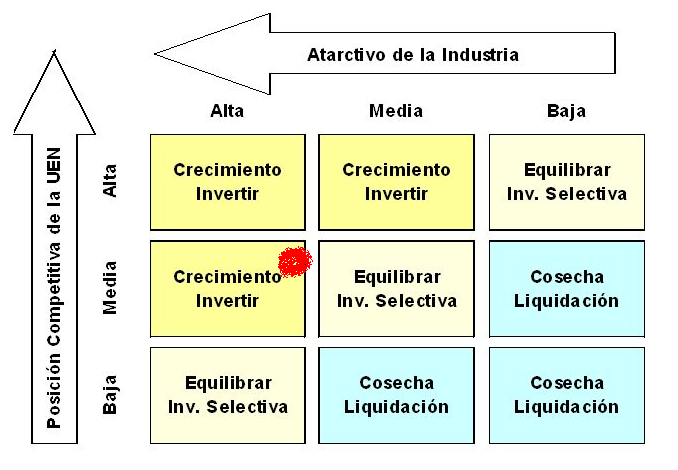 Atarctivo de la Industria
Alta
Media
Baja
Posición Competitiva de la UEN
Alta
Crecimiento
Invertir
Crecimiento
Invertir
Equilibrar
Inv. Selectiva
Media
Crecimiento
Invertir
Equilibrar
Inv. Selectiva
Cosecha
Liquidación
Baja
Equilibrar
Inv. Selectiva
Cosecha
Liquidación
Cosecha
Liquidación